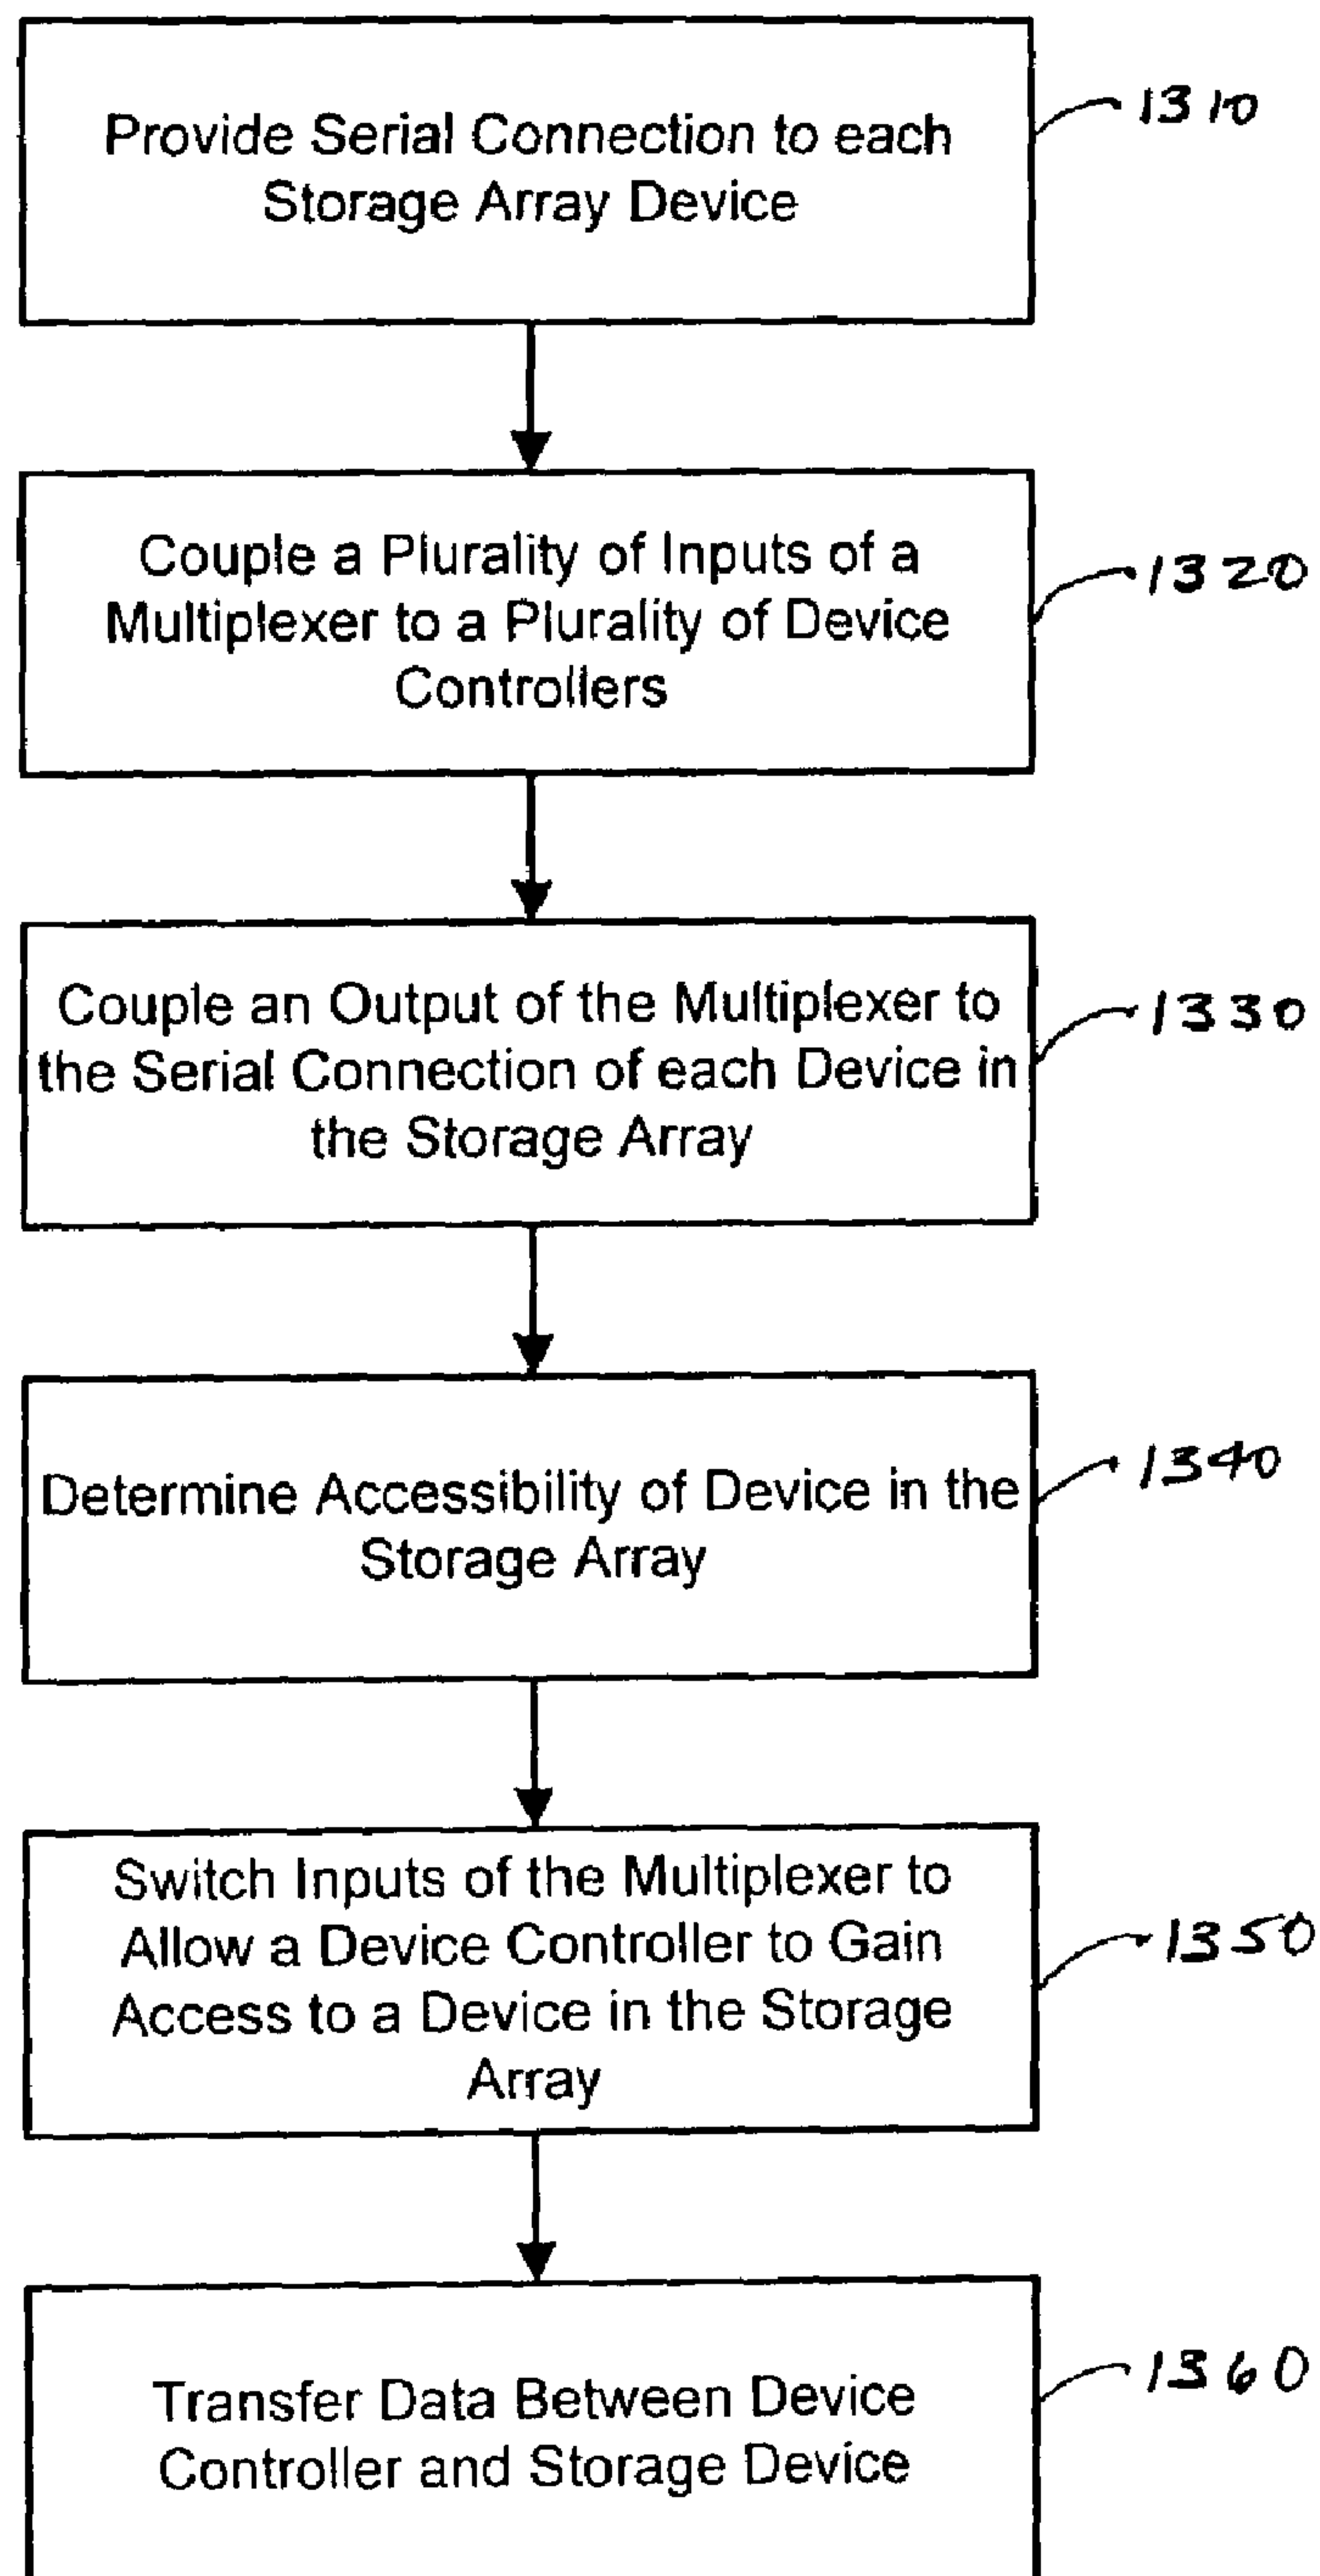 Provide Serial Connection to each
Storage Array Device
1310
Couple a Plurality of Inputs of a
Multiplexer to a Plurality of Device
Controllers
1320
Couple an Output of the Multiplexer to
the Serial Connection of each Device in
the Storage Array
1330
Determine Accessibility of Device in the
Storage Array
1340
Switch Inputs of the Multiplexer to
Allow a Device Controller to Gain
Access to a Device in the Storage
Array
1350
Transfer Data Between Device
Controller and Storage Device
1360